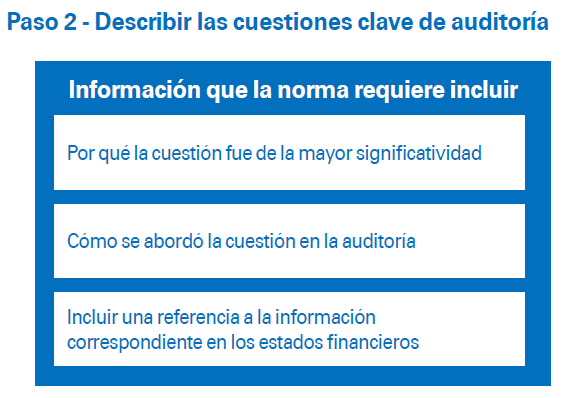 Paso 2 - Describir las cuestiones clave de auditoría
Información que la norma requiere incluir
Por qué la cuestión fue de la mayor significatividad
Cómo se abordó la cuestión en la auditoría
Incluir una referencia a la información
correspondiente en los estados financieros